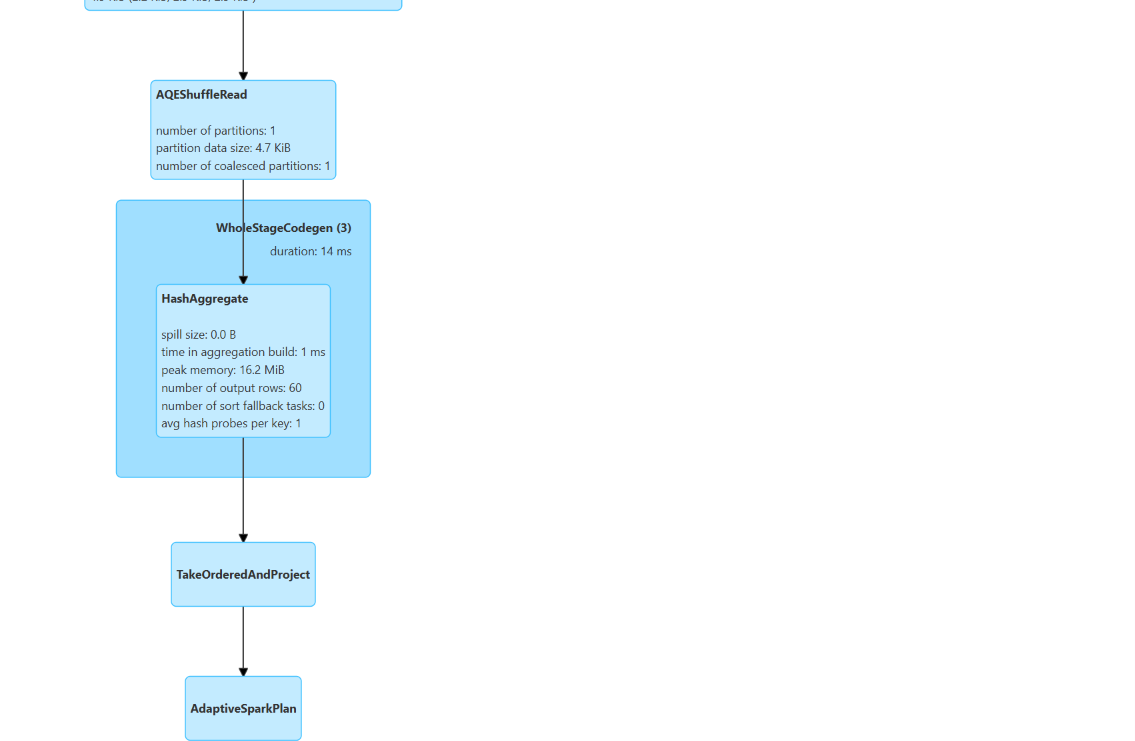 AQEShuffleRead
number of partitions: 1
partition data size: 4.7 KiB
number of coalesced partitions: 1
WholeStageCodegen (3)
duration: 14 ms
HashAggregate
spill size: 0.0 B
time in aggregation build: 1 ms
peak memory: 16.2 MiB
number of output rows: 60
number of sort fallback tasks: 0
avg hash probes per key: 1
TakeOrderedAndProject
AdaptiveSparkPlan